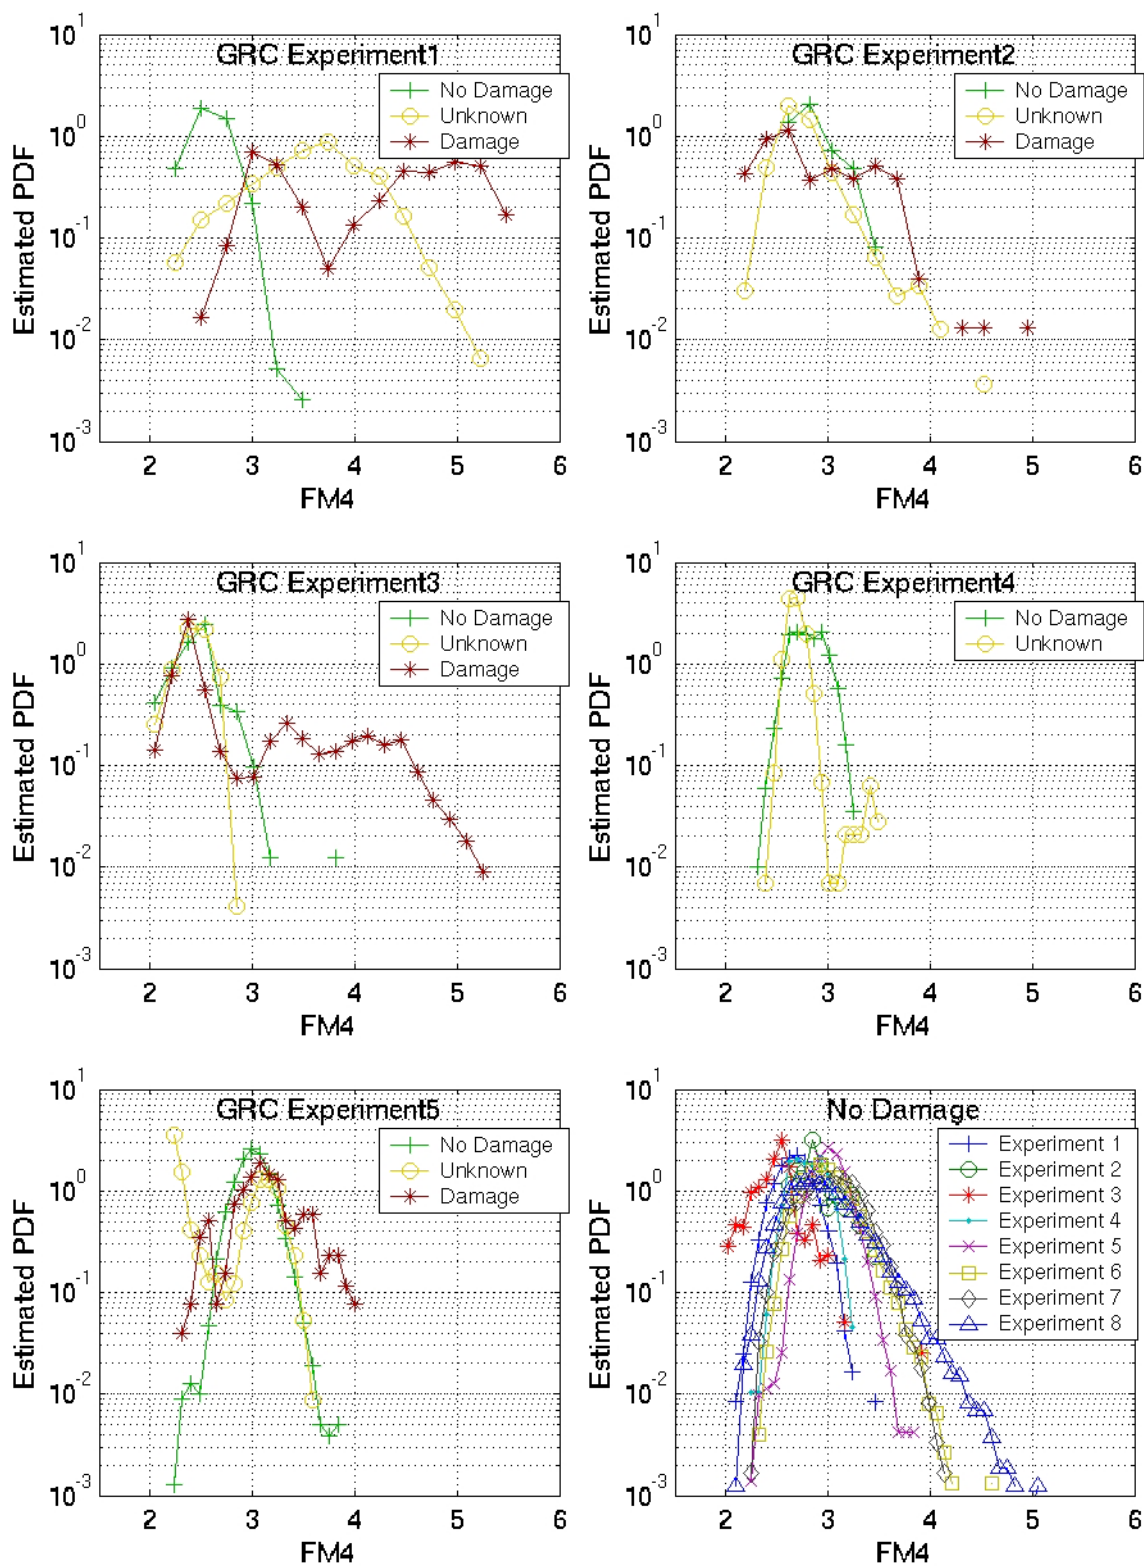 GRC Experiment1
No Damage
Unknown
Damage
Estimated PDF
10^1
10^0
10^-1
10^-2
10^-3
2 3 4 5 6
FM4
GRC Experiment2
No Damage
Unknown
Damage
Estimated PDF
10^1
10^0
10^-1
10^-2
10^-3
2 3 4 5 6
FM4
GRC Experiment3
No Damage
Unknown
Damage
Estimated PDF
10^1
10^0
10^-1
10^-2
10^-3
2 3 4 5 6
FM4
GRC Experiment4
No Damage
Unknown
Estimated PDF
10^1
10^0
10^-1
10^-2
10^-3
2 3 4 5 6
FM4
GRC Experiment5
No Damage
Unknown
Damage
Estimated PDF
10^1
10^0
10^-1
10^-2
10^-3
2 3 4 5 6
FM4
No Damage
Experiment 1
Experiment 2
Experiment 3
Experiment 4
Experiment 5
Experiment 6
Experiment 7
Experiment 8
Estimated PDF
10^1
10^0
10^-1
10^-2
10^-3
2 3 4 5 6
FM4